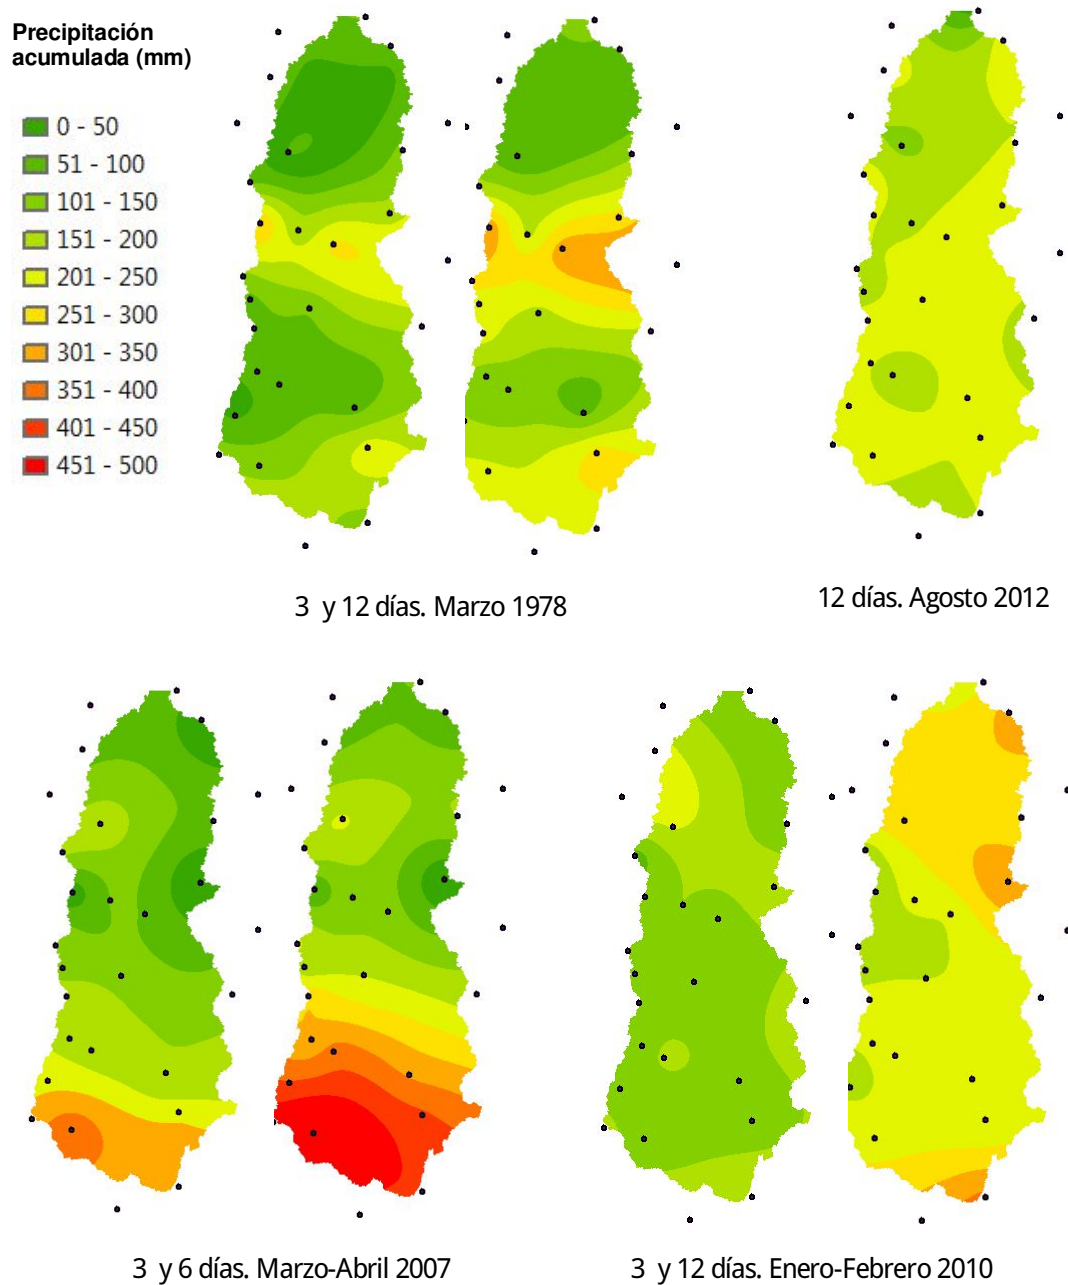 Precipitación
acumulada (mm)
0 - 50
51 - 100
101 - 150
151 - 200
201 - 250
251 - 300
301 - 350
351 - 400
401 - 450
451 - 500
3 y 12 días. Marzo 1978
12 días. Agosto 2012
3 y 6 días. Marzo-Abril 2007
3 y 12 días. Enero-Febrero 2010